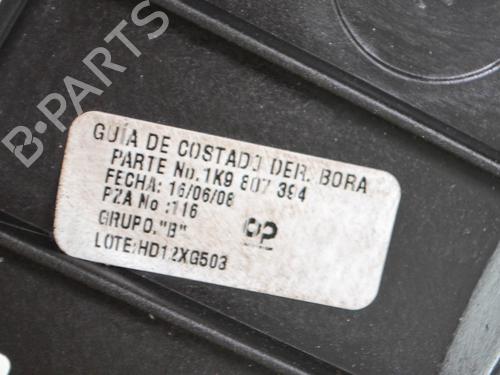 B-PARTS
GUÍA DE COSTADO DER. BORA
PARTE No.1K9 807 394
FECHA: 16/06/08
PZA No :116
GRUPO."B"
LOTE:HD12XG503